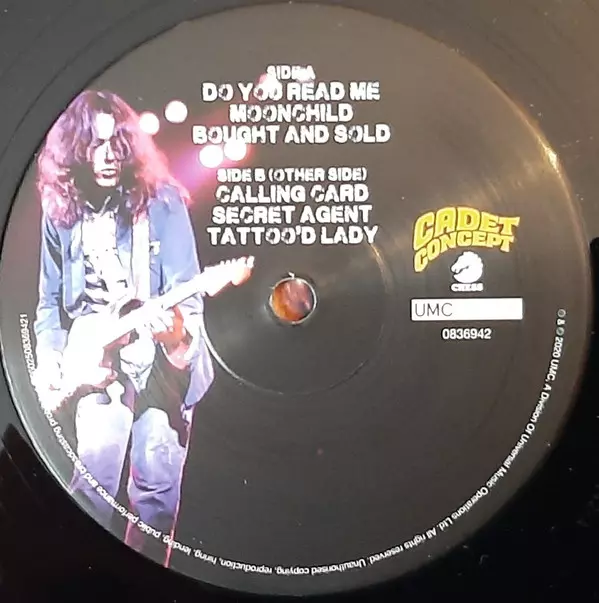 SIDE A
DO YOU READ ME
MOONCHILD
BOUGHT AND SOLD
SIDE B (OTHER SIDE)
CALLING CARD
SECRET AGENT
TATTOO'D LADY
CADET
CONCEPT
CHESS
UMC
0836942
℗ & © 2020 UMC, A Division Of Universal Music Operations Ltd. All rights reserved. Unauthorised copying, reproduction, hiring, lending, public performance and broadcasting
02508369421